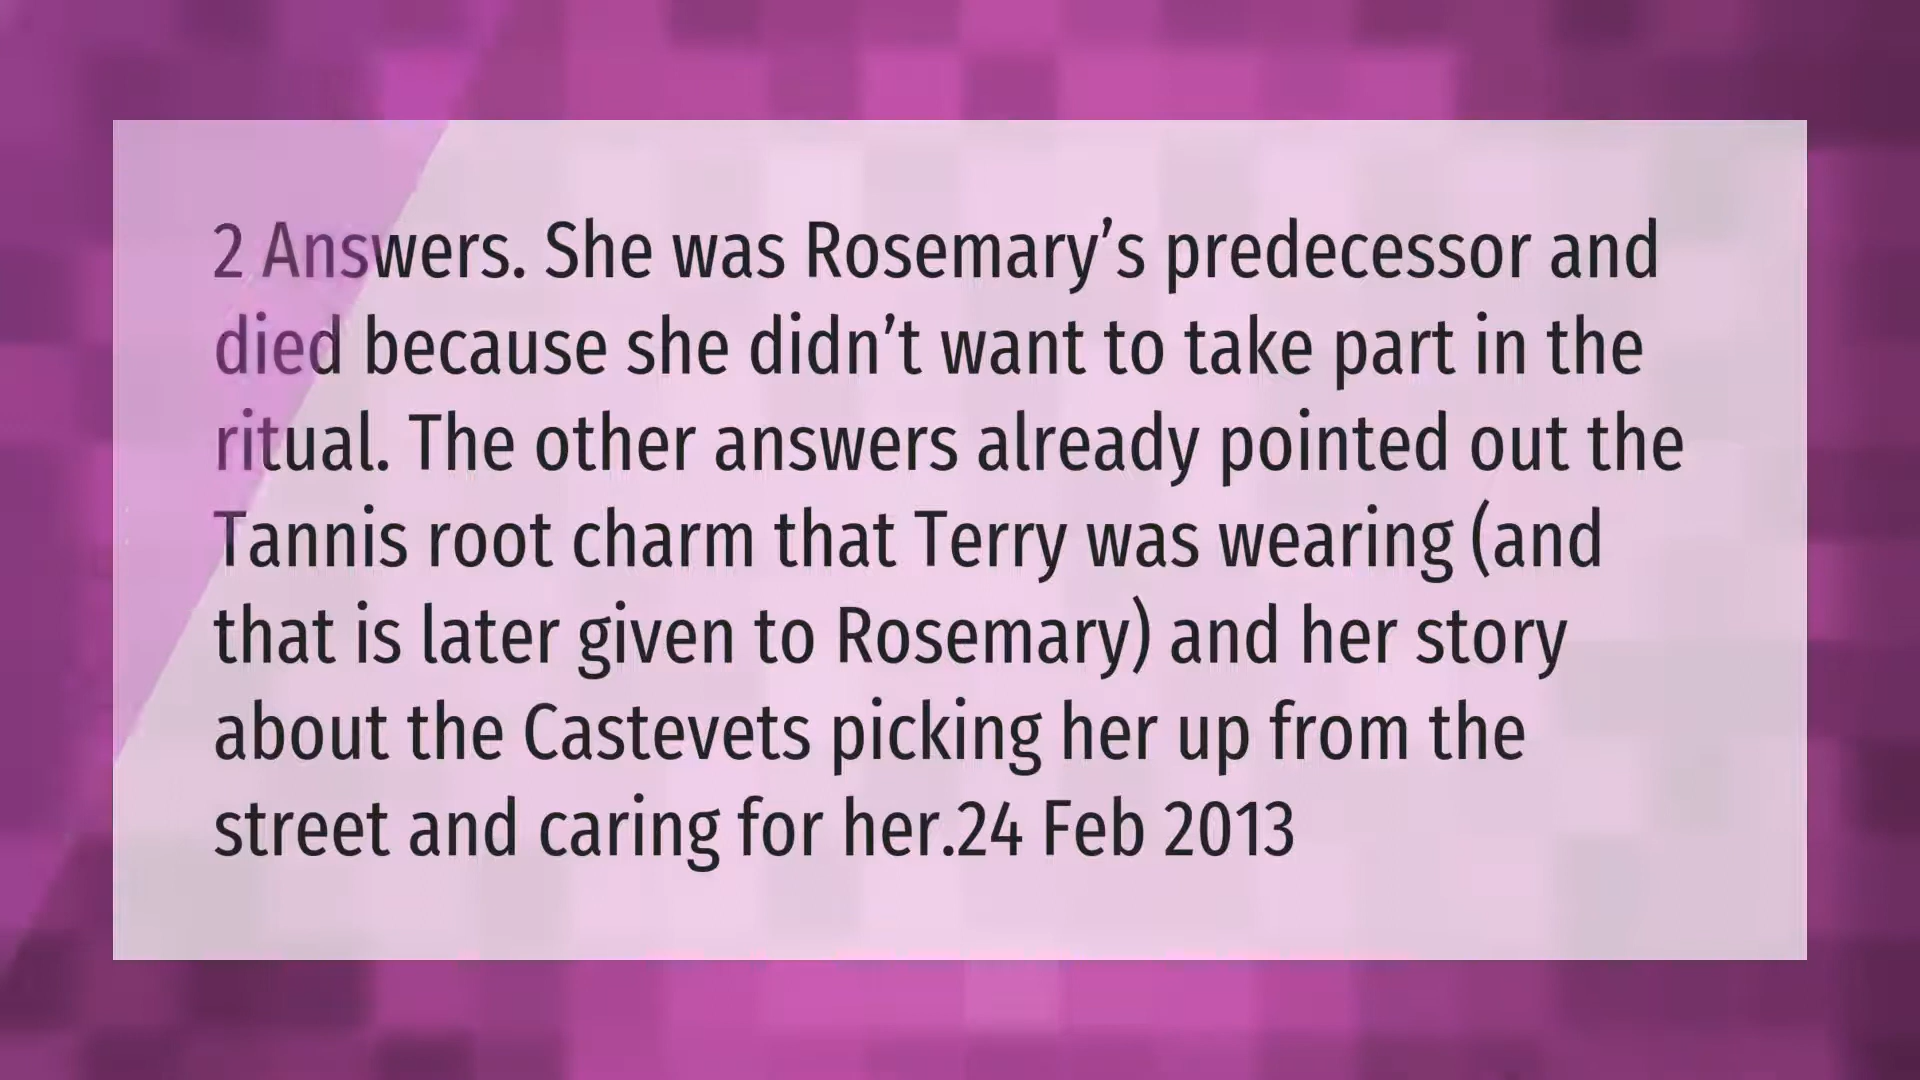 2 Answers. She was Rosemary’s predecessor and
died because she didn’t want to take part in the
ritual. The other answers already pointed out the
Tannis root charm that Terry was wearing (and
that is later given to Rosemary) and her story
about the Castevets picking her up from the
street and caring for her.24 Feb 2013